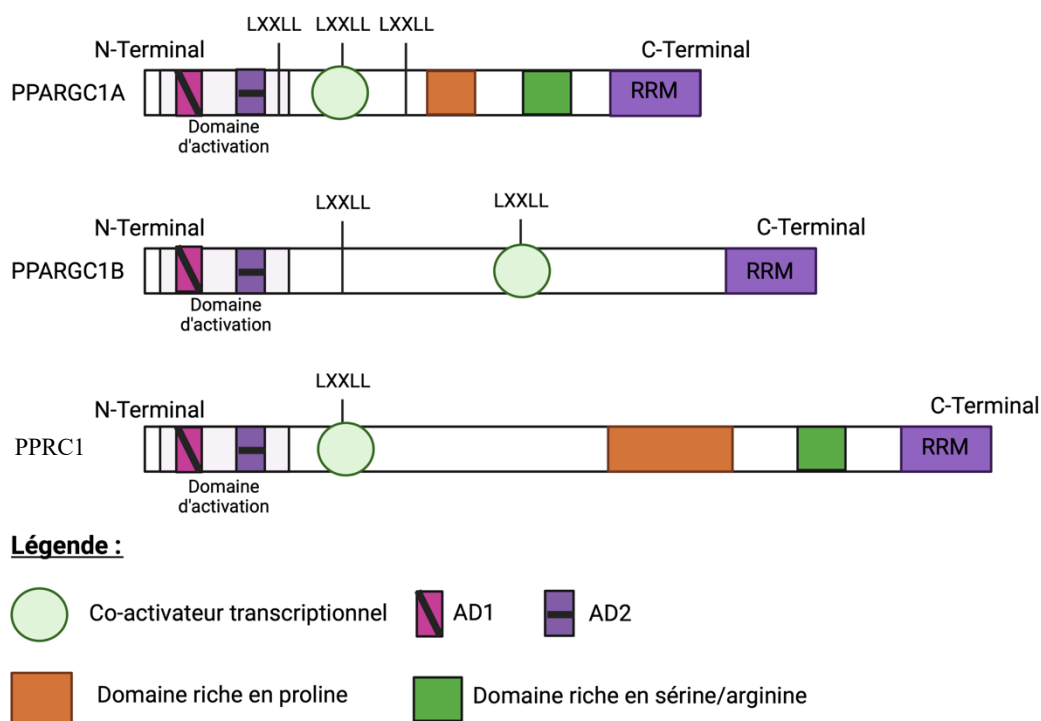 LXXLL LXXLL LXXLL
N-Terminal C-Terminal
PPARGC1A RRM
Domaine
d'activation
LXXLL LXXLL
N-Terminal C-Terminal
PPARGC1B RRM
Domaine
d'activation
LXXLL
N-Terminal C-Terminal
PPRC1 RRM
Domaine
d'activation
Légende :
Co-activateur transcriptionnel AD1 AD2
Domaine riche en proline Domaine riche en sérine/arginine